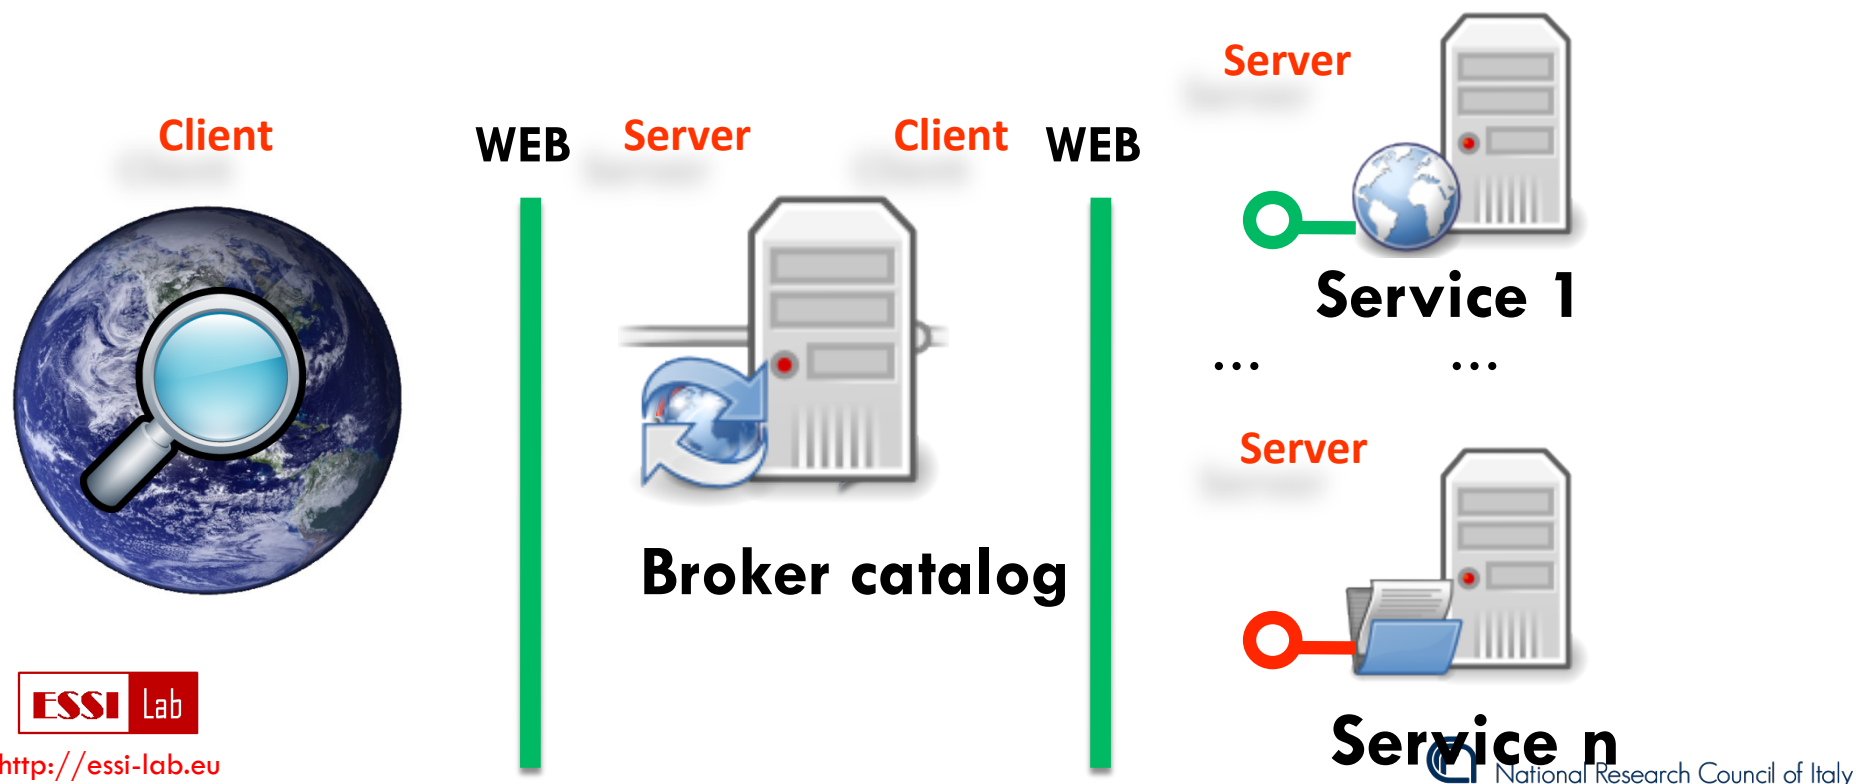 Server
Client
WEB
Server
Client
WEB
Service 1
... ...
Server
Broker catalog
ESSI Lab
Service n
http://essi-lab.eu
National Research Council of Italy